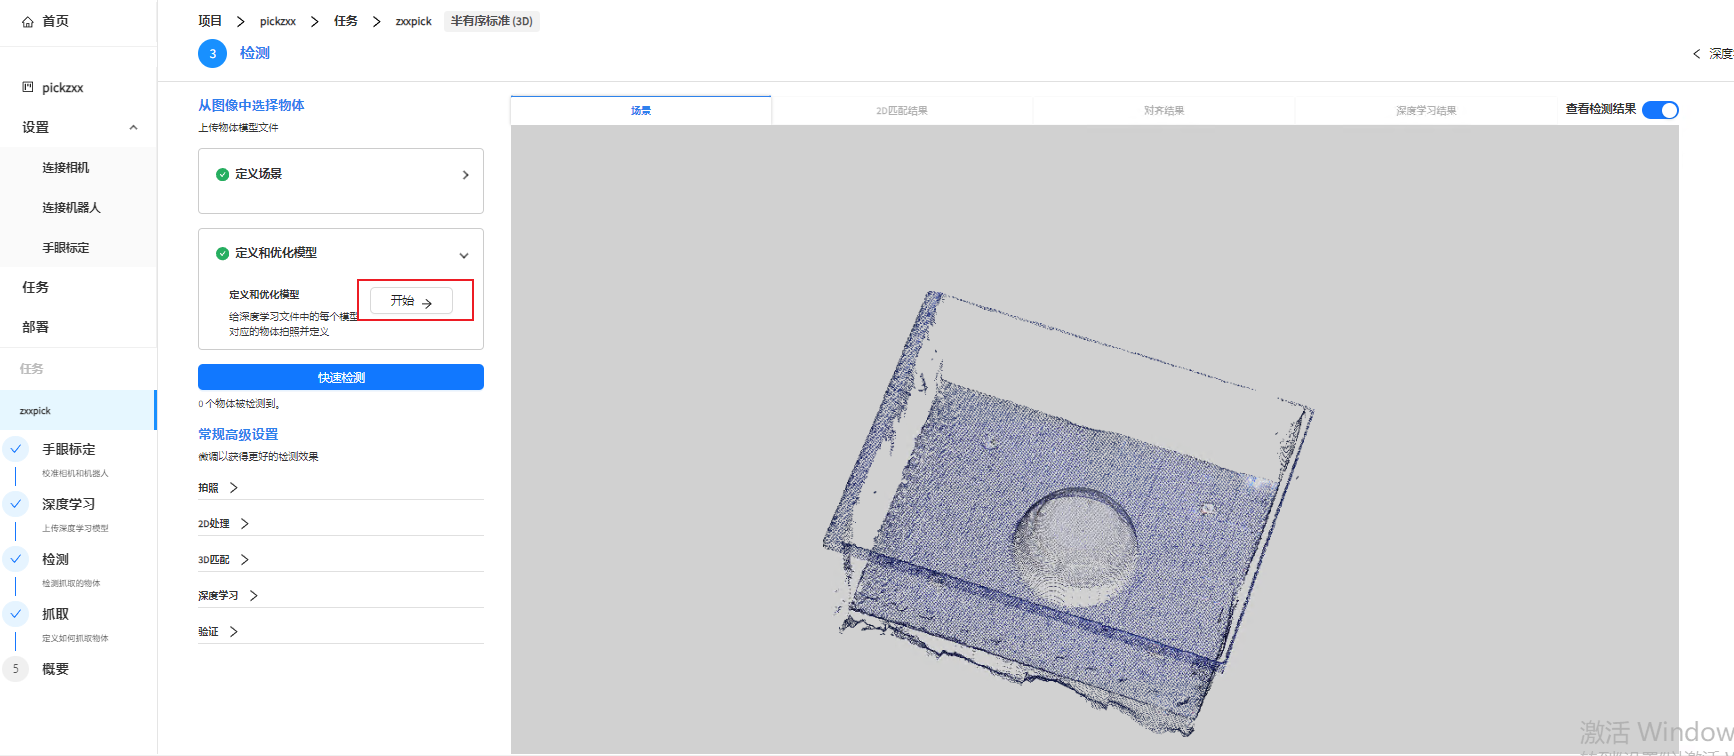 首页
pickzxx
设置
连接相机
连接机器人
手眼标定
任务
部署
任务
zxxpick
手眼标定
校准相机和机器人
深度学习
上传深度学习模型
检测
检测抓取的物体
抓取
定义如何抓取物体
5 概要
项目 > pickzxx > 任务 > zxxpick 半有序标准 (3D)
3 检测
< 深度
从图像中选择物体
上传物体模型文件
定义场景
定义和优化模型
定义和优化模型
开始 →
给深度学习文件中的每个模型
对应的物体拍照并定义
快速检测
0 个物体被检测到。
常规高级设置
微调以获得更好的检测效果
拍照
2D处理
3D匹配
深度学习
验证
场景 2D匹配结果 对齐结果 深度学习结果 查看检测结果
激活 Window